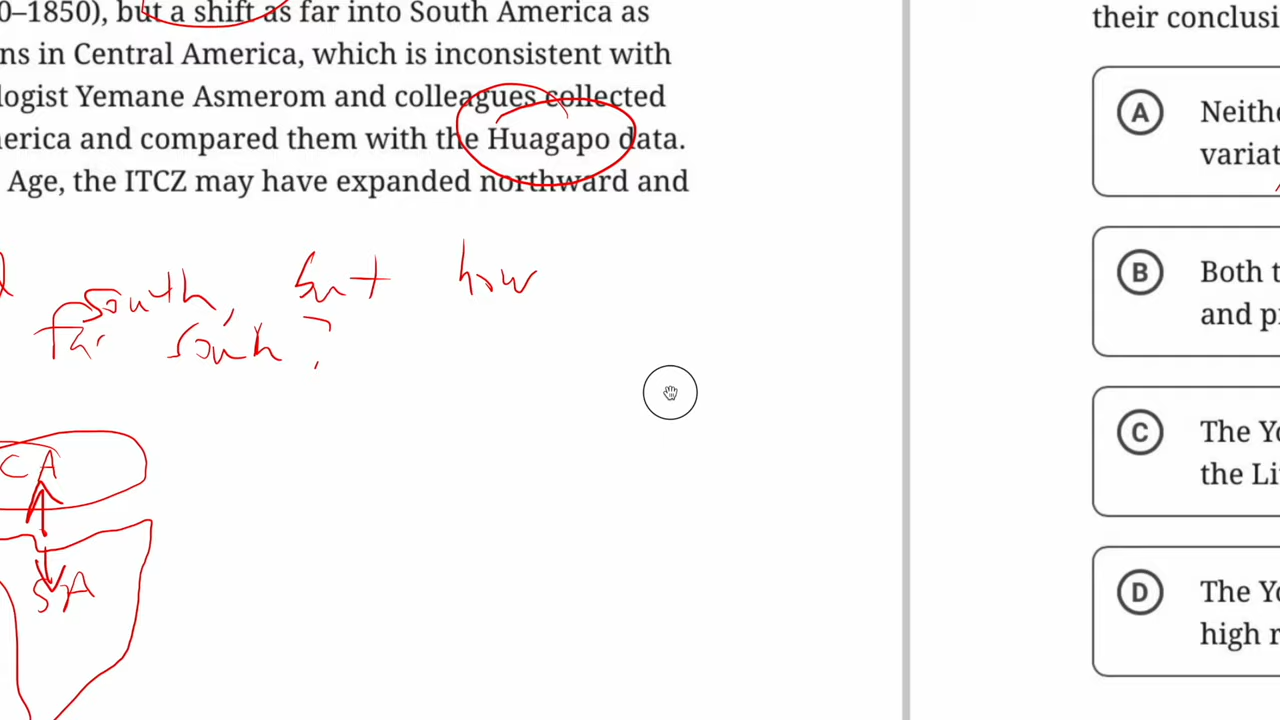 0–1850), but a shift as far into South America as
ns in Central America, which is inconsistent with
logist Yemane Asmerom and colleagues collected
erica and compared them with the Huagapo data.
Age, the ITCZ may have expanded northward and
south, but how
far south?
CA
SA
their conclusi
A Neithe
variat
B Both t
and p
C The Yo
the Li
D The Yo
high r